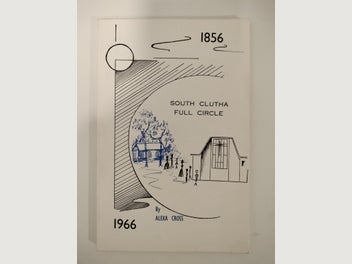 1856
SOUTH CLUTHA
FULL CIRCLE
By
ALEXA CROSS
1966